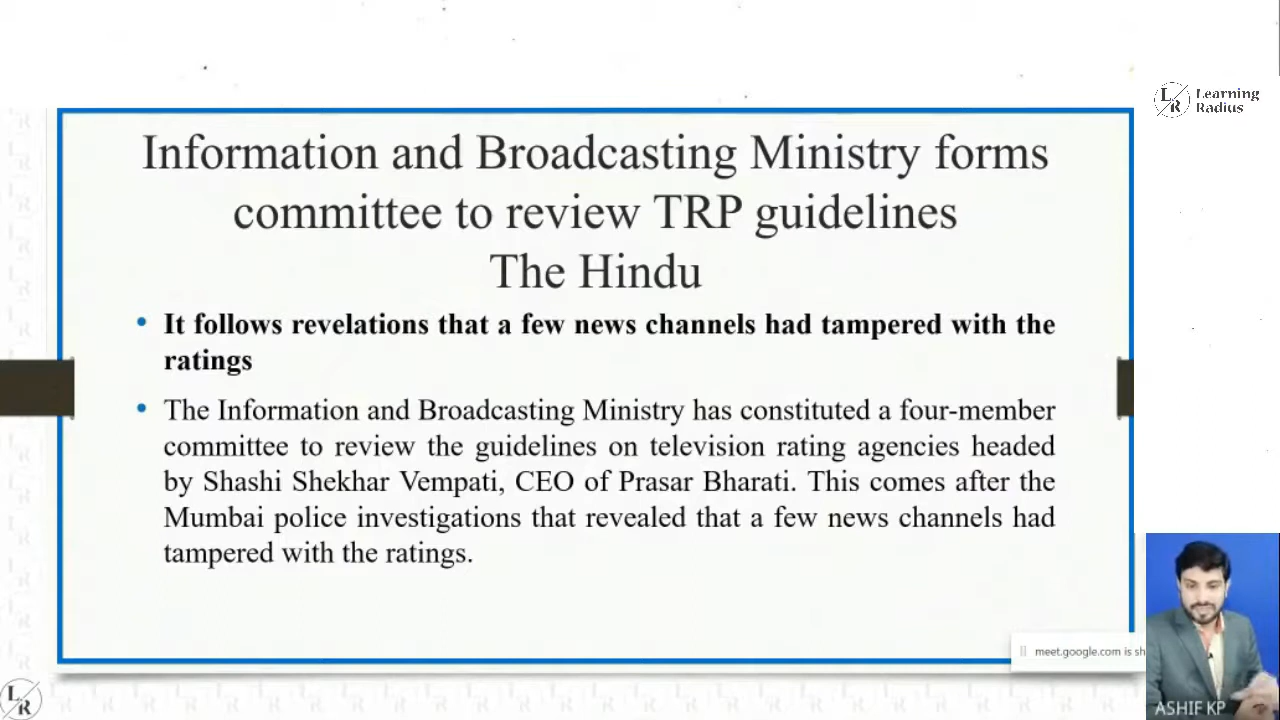 Learning
Radius
Information and Broadcasting Ministry forms
committee to review TRP guidelines
The Hindu
• It follows revelations that a few news channels had tampered with the
ratings
• The Information and Broadcasting Ministry has constituted a four-member
committee to review the guidelines on television rating agencies headed
by Shashi Shekhar Vempati, CEO of Prasar Bharati. This comes after the
Mumbai police investigations that revealed that a few news channels had
tampered with the ratings.
meet.google.com is sh
ASHIF KP
L
R